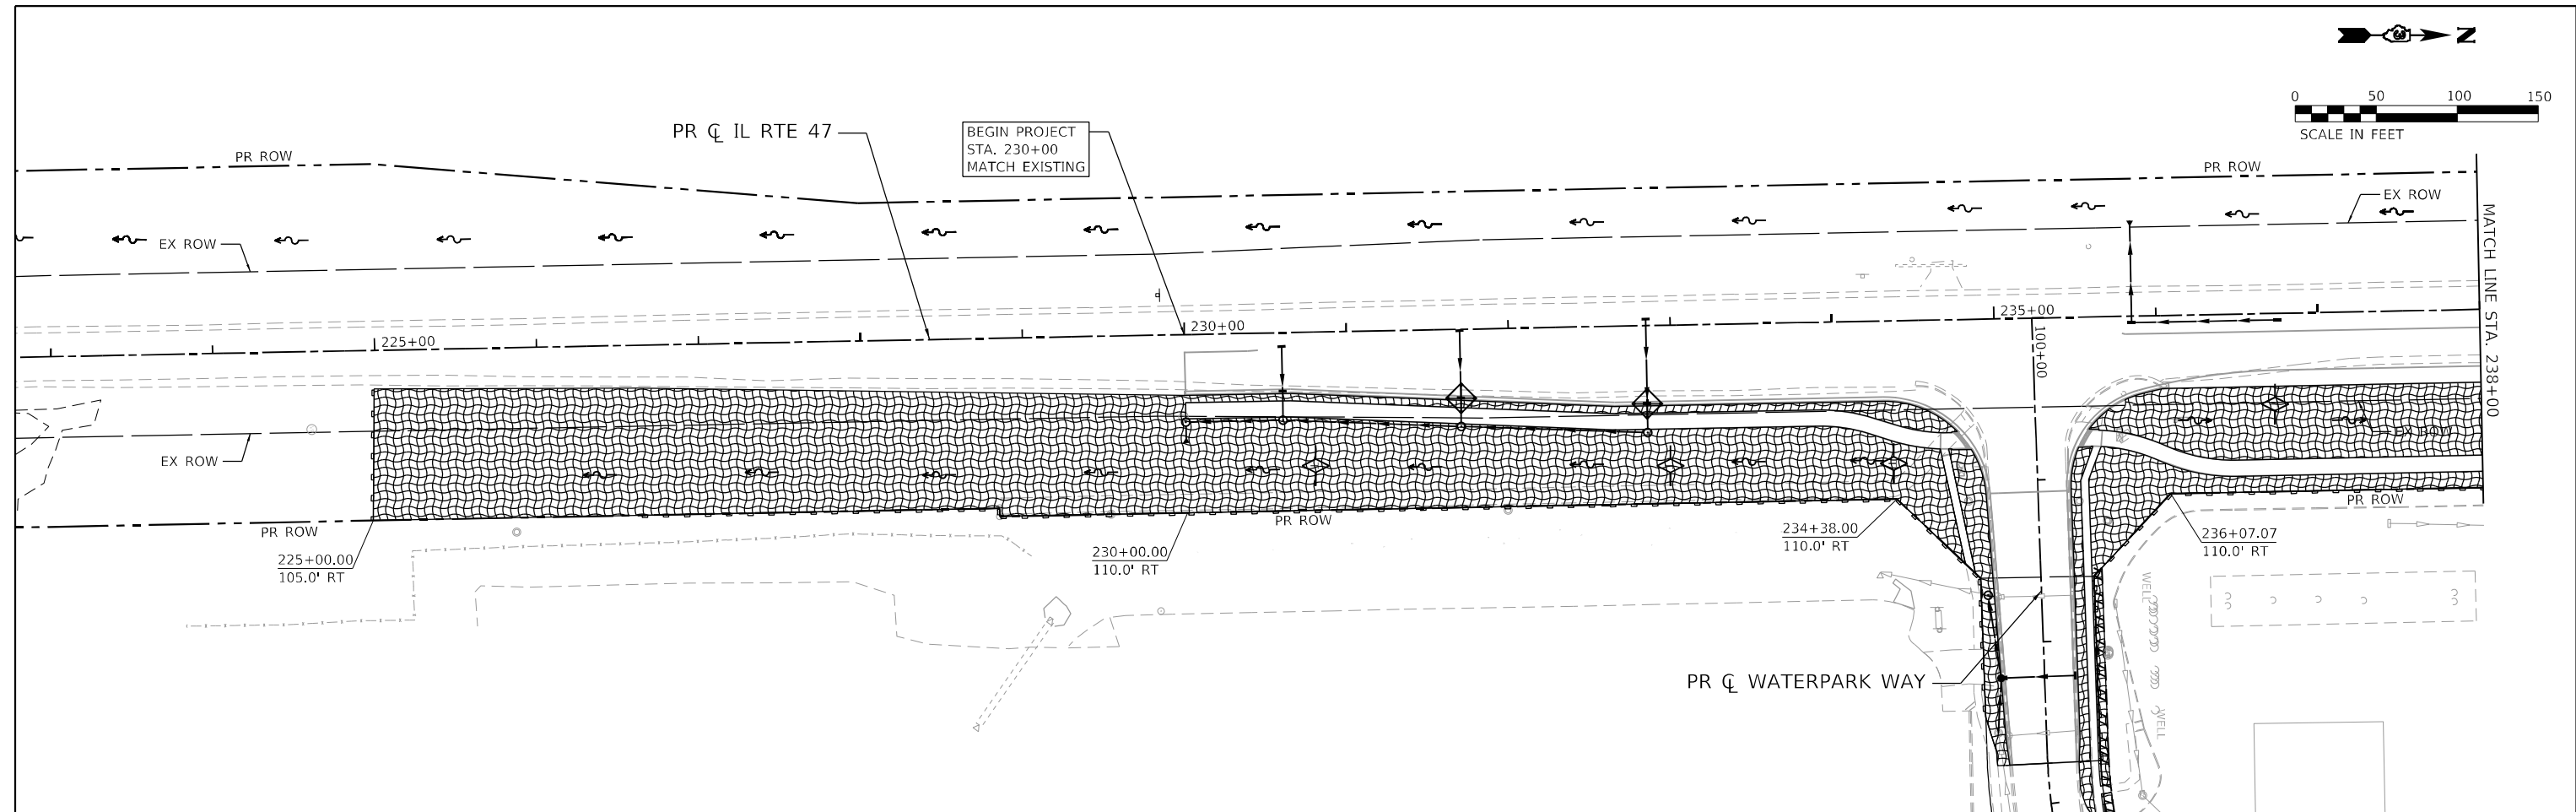 N
0 50 100 150
SCALE IN FEET
PR ℄ IL RTE 47
BEGIN PROJECT
STA. 230+00
MATCH EXISTING
PR ROW
PR ROW
EX ROW
EX ROW
MATCH LINE STA. 238+00
225+00
230+00
235+00
100+00
EX ROW
EX ROW
PR ROW
PR ROW
PR ROW
225+00.00
105.0' RT
230+00.00
110.0' RT
234+38.00
110.0' RT
236+07.07
110.0' RT
WELL
WELL
PR ℄ WATERPARK WAY